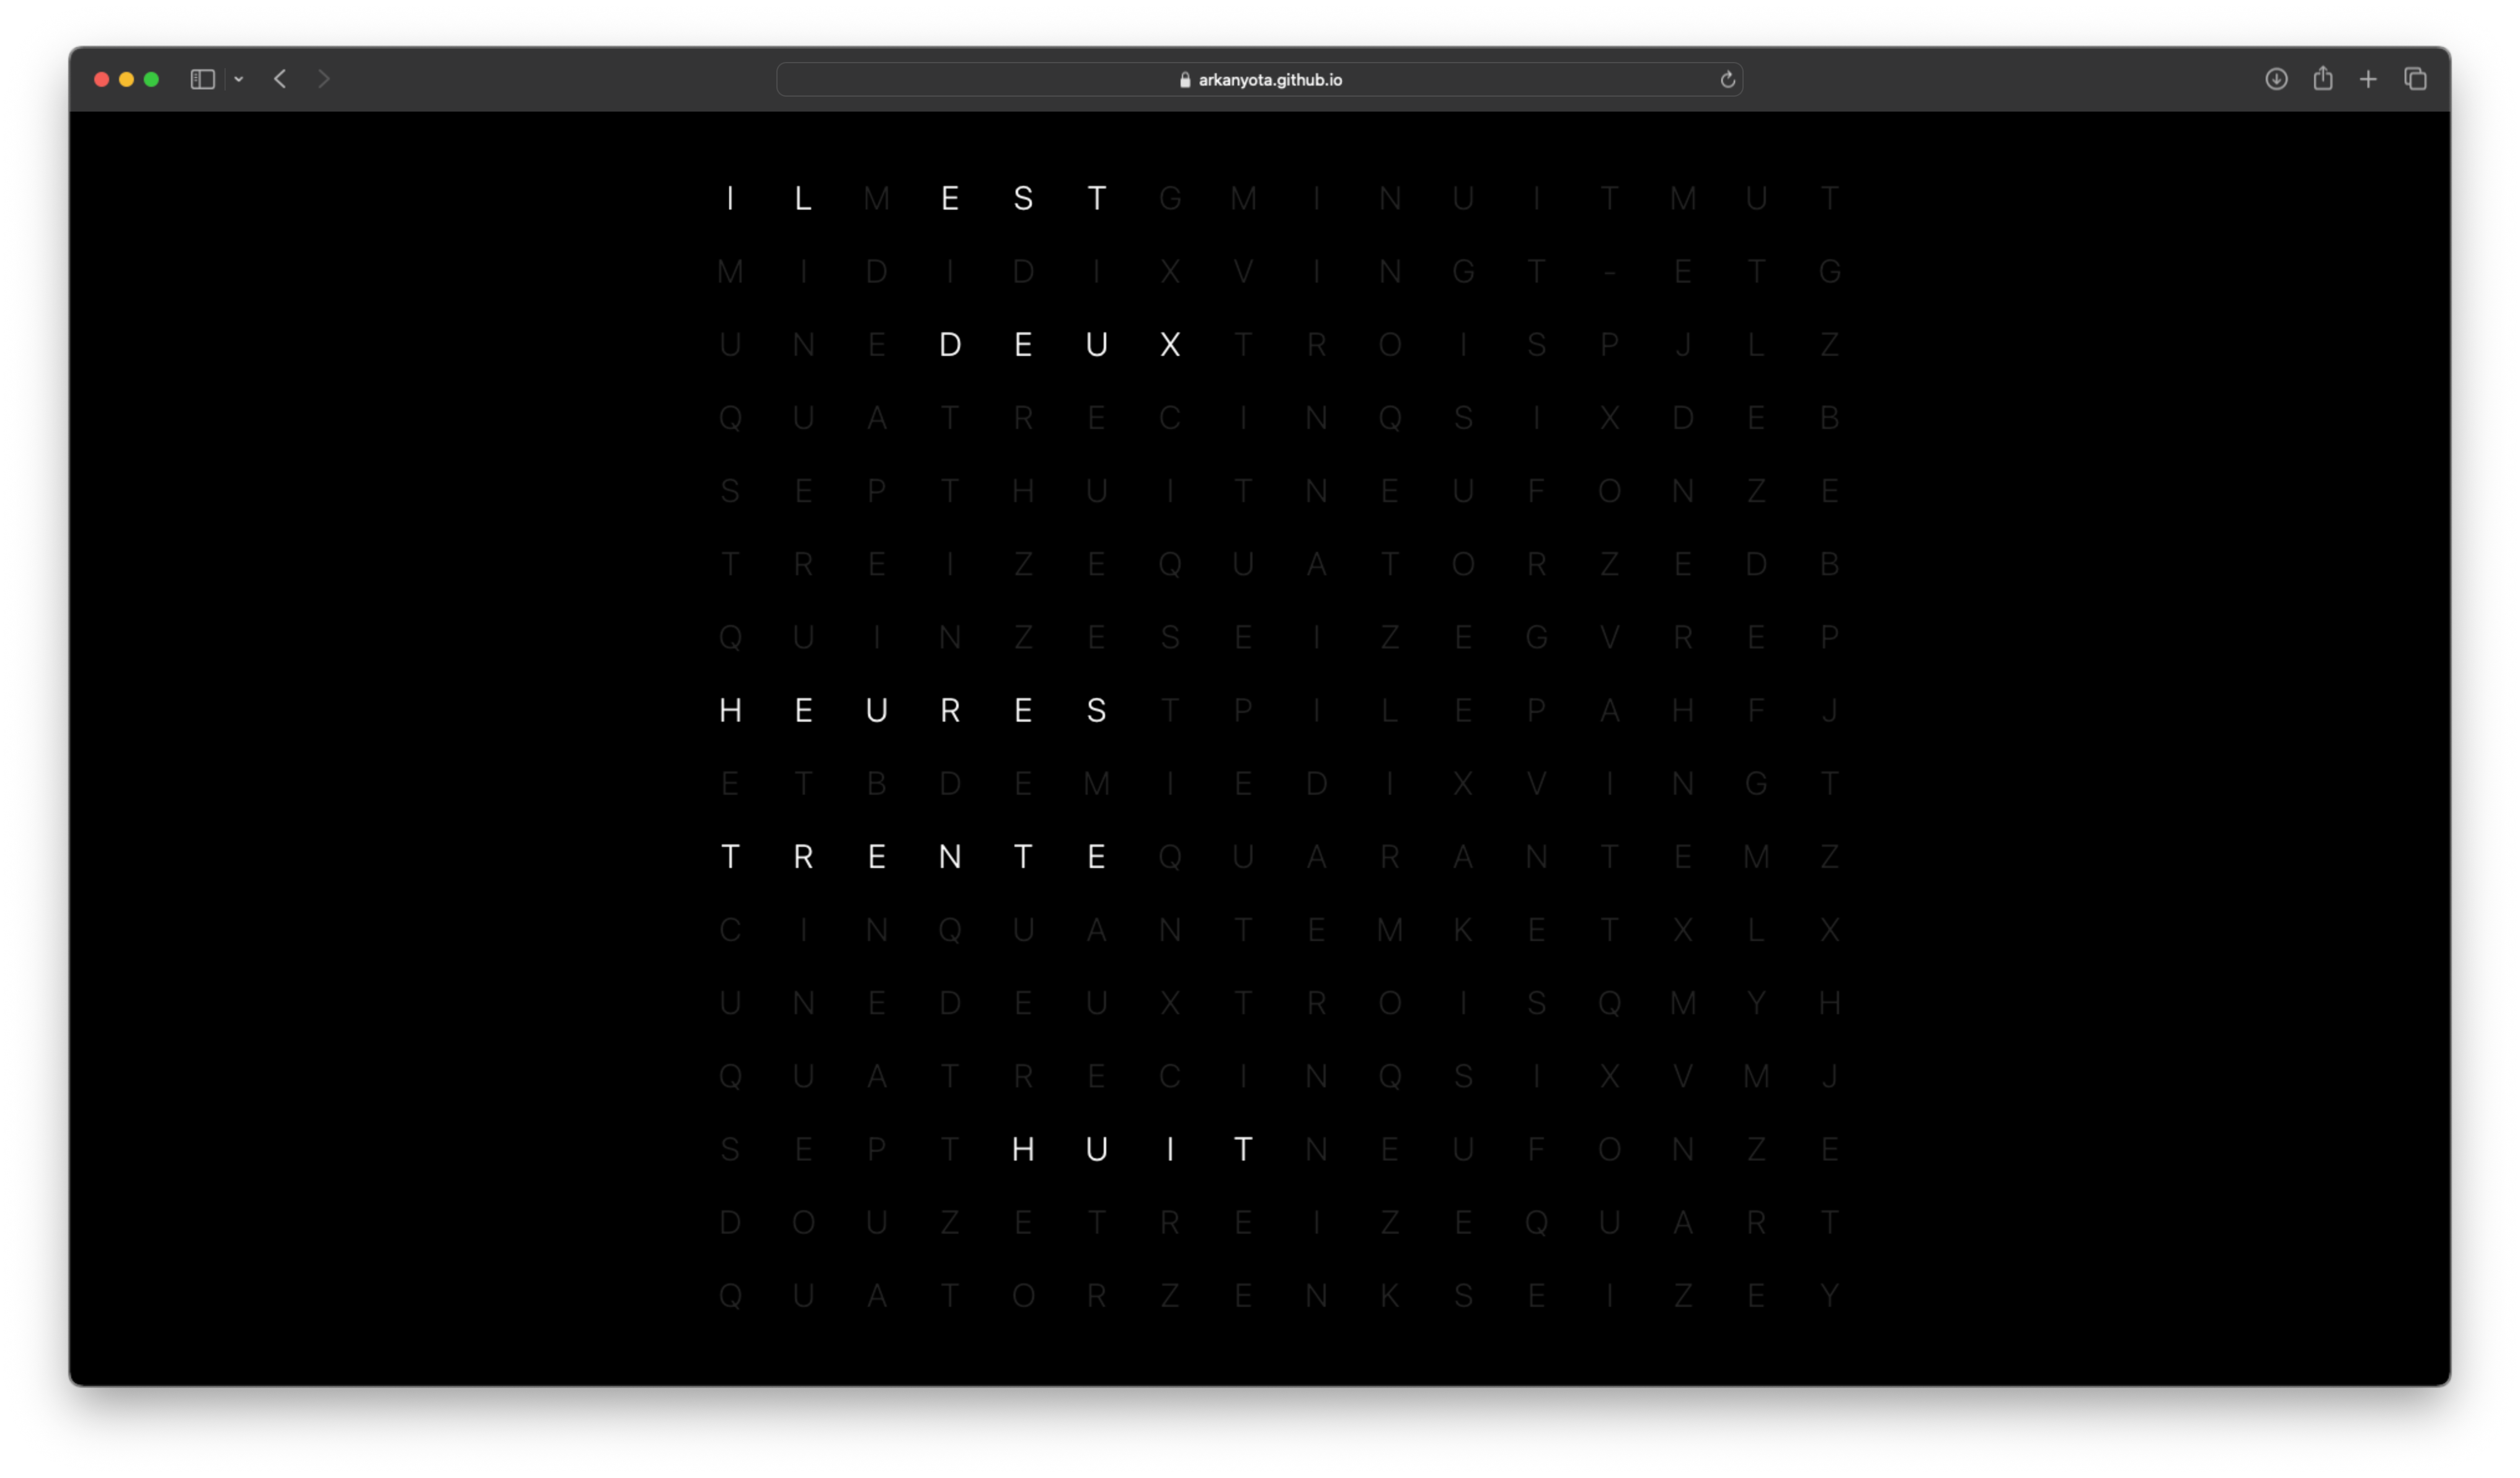 arkanyota.github.io
I L M E S T G M I N U I T M U T
M I D I D I X V I N G T - E T G
U N E D E U X T R O I S P J L Z
Q U A T R E C I N Q S I X D E B
S E P T H U I T N E U F O N Z E
T R E I Z E Q U A T O R Z E D B
Q U I N Z E S E I Z E G V R E P
H E U R E S T P I L E P A H F J
E T B D E M I E D I X V I N G T
T R E N T E Q U A R A N T E M Z
C I N Q U A N T E M K E T X L X
U N E D E U X T R O I S Q M Y H
Q U A T R E C I N Q S I X V M J
S E P T H U I T N E U F O N Z E
D O U Z E T R E I Z E Q U A R T
Q U A T O R Z E N K S E I Z E Y